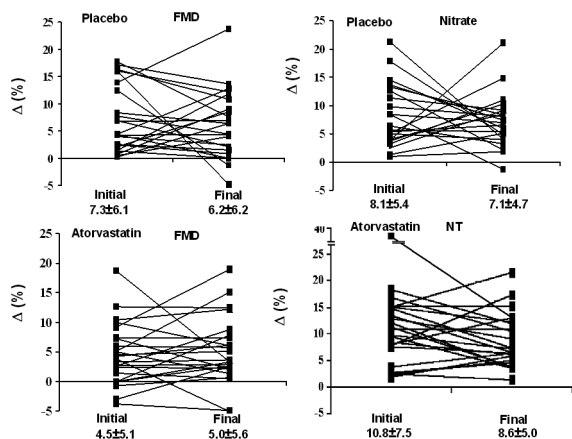 Placebo FMD
25
20
15
10
5
0
-5
Δ (%)
Initial Final
7.3±6.1 6.2±6.2
Placebo Nitrate
25
20
15
10
5
0
-5
Δ (%)
Initial Final
8.1±5.4 7.1±4.7
Atorvastatin FMD
25
20
15
10
5
0
-5
Δ (%)
Initial Final
4.5±5.1 5.0±5.6
Atorvastatin NT
40
25
20
15
10
5
0
-5
Δ (%)
Initial Final
10.8±7.5 8.6±5.0